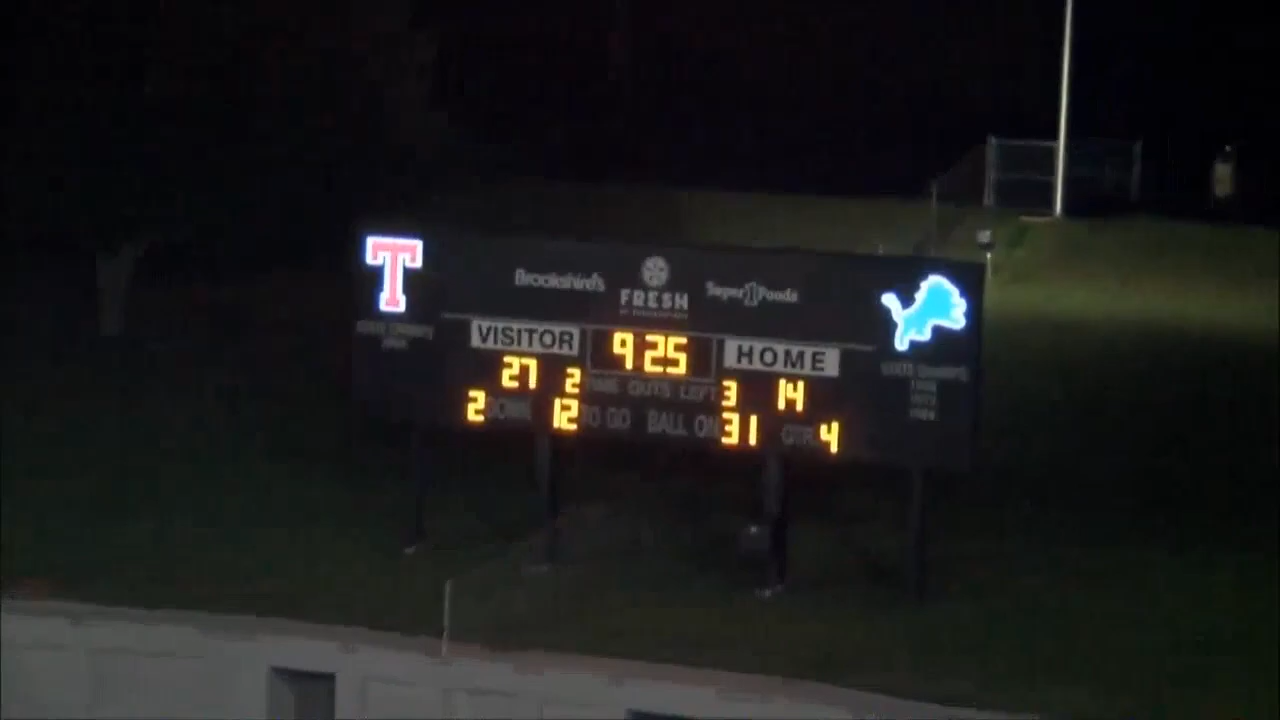 T
Brookshire's
FRESH
Super 1 Foods
VISITOR 9 25 HOME
27 2 TIME OUTS LEFT 3 14
2 DOWN 12 TO GO BALL ON 31 QTR 4